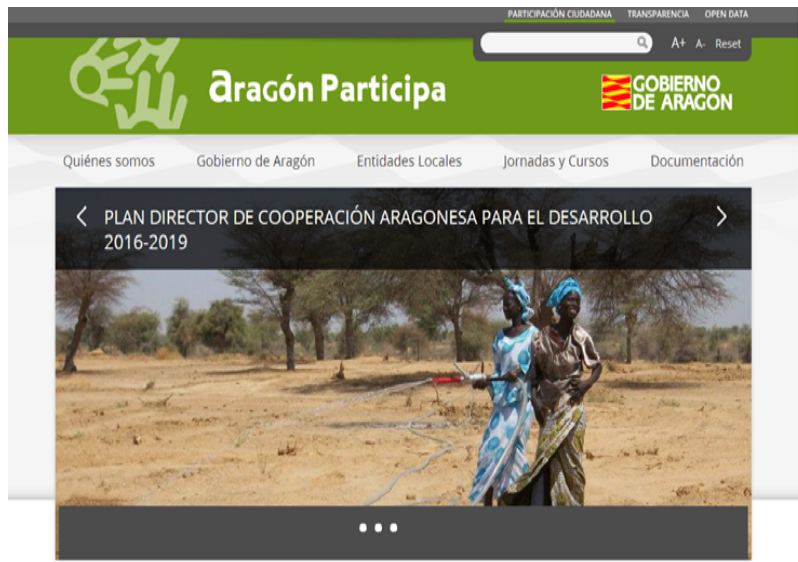 PARTICIPACIÓN CIUDADANA TRANSPARENCIA OPEN DATA
A+ A- Reset
aragón Participa
GOBIERNO
DE ARAGON
Quiénes somos Gobierno de Aragón Entidades Locales Jornadas y Cursos Documentación
PLAN DIRECTOR DE COOPERACIÓN ARAGONESA PARA EL DESARROLLO
2016-2019